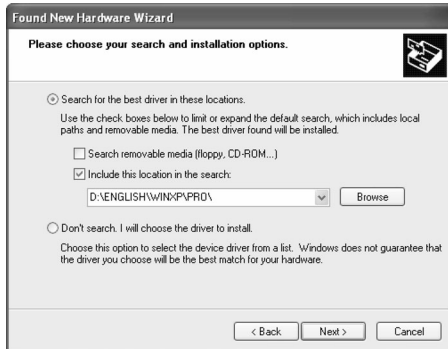 Found New Hardware Wizard
Please choose your search and installation options.
Search for the best driver in these locations.
Use the check boxes below to limit or expand the default search, which includes local
paths and removable media. The best driver found will be installed.
Search removable media (floppy, CD-ROM...)
Include this location in the search:
D:\ENGLISH\WINXP\PRO\
Browse
Don't search. I will choose the driver to install.
Choose this option to select the device driver from a list. Windows does not guarantee that
the driver you choose will be the best match for your hardware.
< Back Next > Cancel